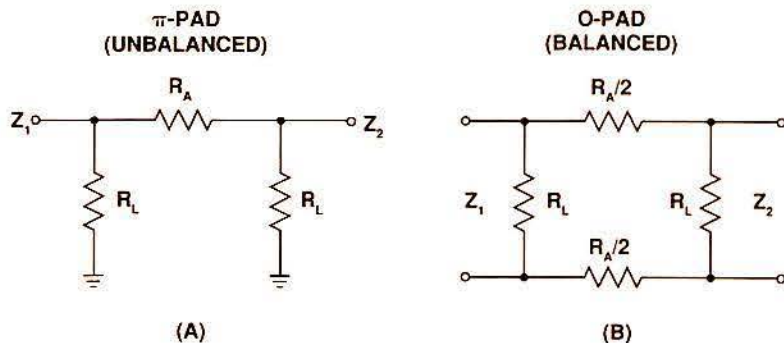 π-PAD
(UNBALANCED)
R_A
Z_1
Z_2
R_L
R_L
(A)
O-PAD
(BALANCED)
R_A/2
Z_1
R_L
R_L
Z_2
R_A/2
(B)